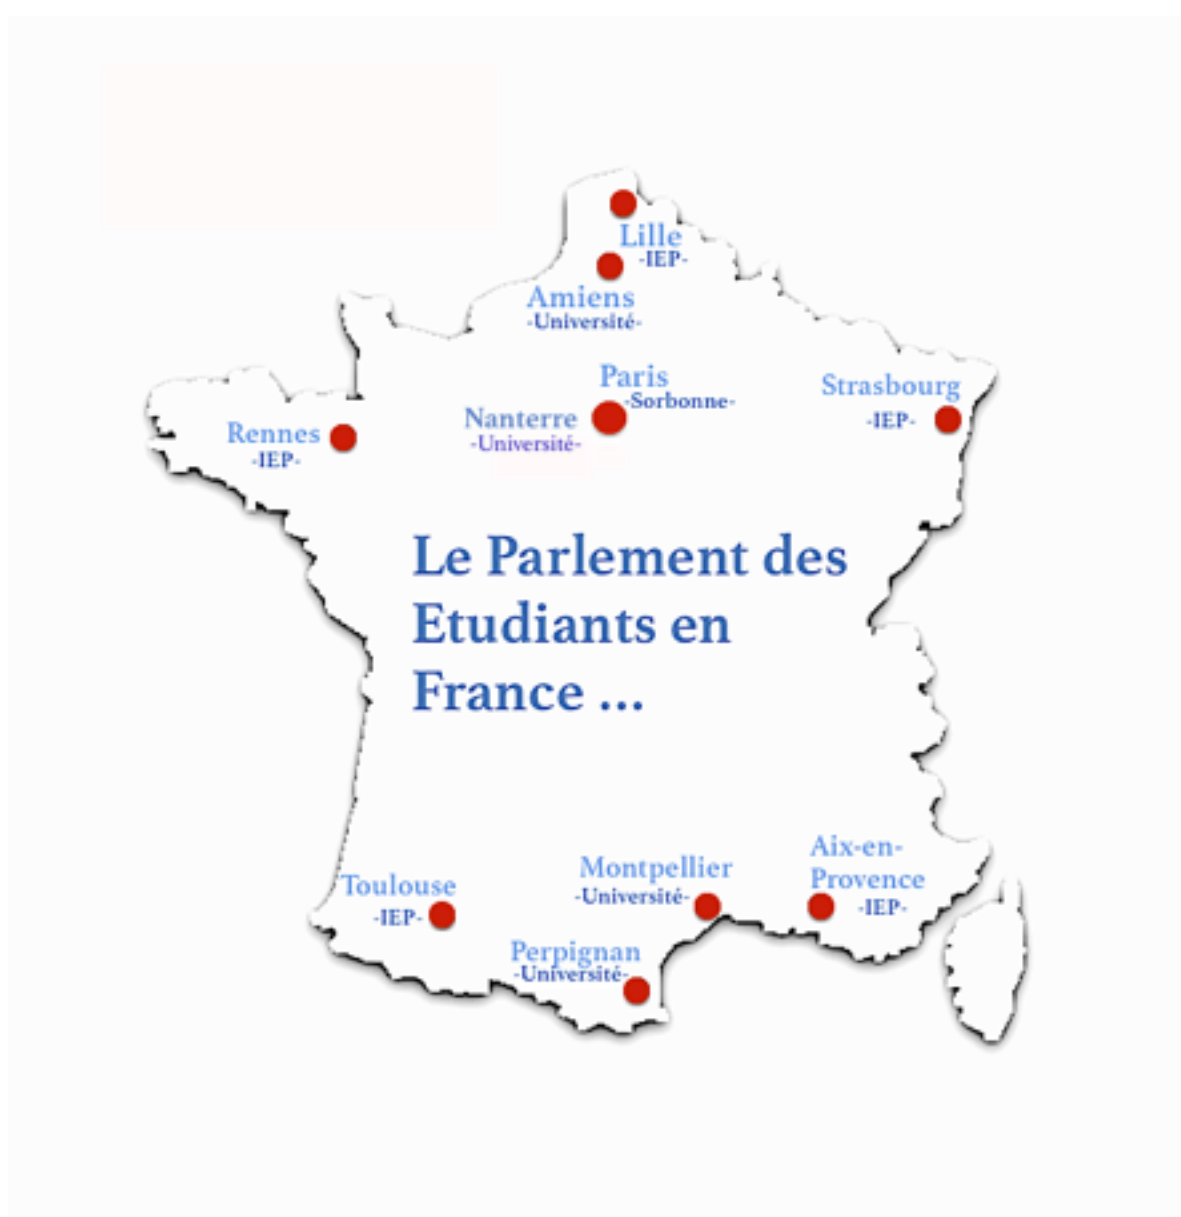 Lille
-IEP-
Amiens
-Université-
Paris
-Sorbonne-
Nanterre
-Université-
Strasbourg
-IEP-
Rennes
-IEP-
Le Parlement des
Etudiants en
France ...
Toulouse
-IEP-
Montpellier
-Université-
Aix-en-
Provence
-IEP-
Perpignan
-Université-